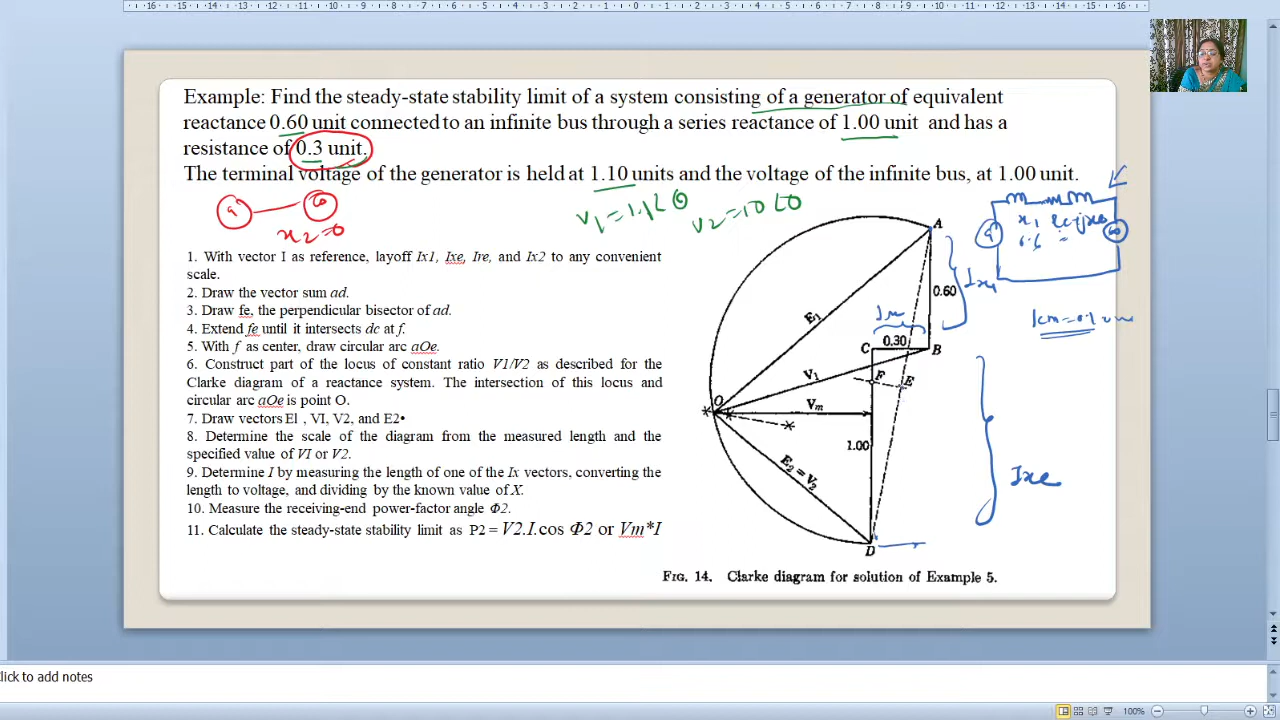 Example: Find the steady-state stability limit of a system consisting of a generator of equivalent
reactance 0.60 unit connected to an infinite bus through a series reactance of 1.00 unit and has a
resistance of 0.3 unit.
The terminal voltage of the generator is held at 1.10 units and the voltage of the infinite bus, at 1.00 unit.
x2=0
1. With vector I as reference, layoff Ix1, Ixe, Ire, and Ix2 to any convenient
scale.
2. Draw the vector sum ad.
3. Draw fe, the perpendicular bisector of ad.
4. Extend fe until it intersects dc at f.
5. With f as center, draw circular arc aOe.
6. Construct part of the locus of constant ratio V1/V2 as described for the
Clarke diagram of a reactance system. The intersection of this locus and
circular arc aOe is point O.
7. Draw vectors El , VI, V2, and E2•
8. Determine the scale of the diagram from the measured length and the
specified value of VI or V2.
9. Determine I by measuring the length of one of the Ix vectors, converting the
length to voltage, and dividing by the known value of X.
10. Measure the receiving-end power-factor angle Φ2.
11. Calculate the steady-state stability limit as P2 = V2.I.cos Φ2 or Vm*I
A
E1
0.60
Ix1
0.30
C
B
V1
F
E
O
Vm
1.00
E2 = V2
Ixe
D
FIG. 14. Clarke diagram for solution of Example 5.
Click to add notes
100%